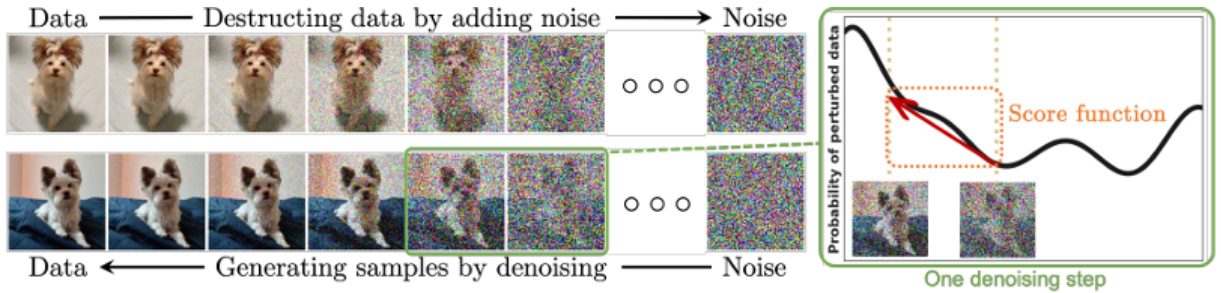 Data Destructing data by adding noise Noise
Probability of perturbed data
Score function
Data Generating samples by denoising Noise
One denoising step